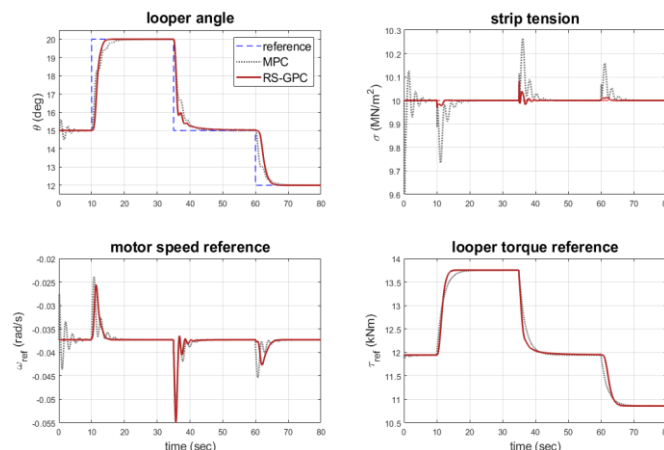 looper angle
20
19
18
17
16
15
14
13
12
θ (deg)
0 10 20 30 40 50 60 70 80
reference
MPC
RS-GPC
strip tension
10.3
10.2
10.1
10
9.9
9.8
9.7
9.6
σ (MN/m²)
0 10 20 30 40 50 60 70 80
motor speed reference
-0.02
-0.025
-0.03
-0.035
-0.04
-0.045
-0.05
-0.055
ω_ref (rad/s)
0 10 20 30 40 50 60 70 80
time (sec)
looper torque reference
14
13.5
13
12.5
12
11.5
11
10.5
τ_ref (kNm)
0 10 20 30 40 50 60 70 80
time (sec)